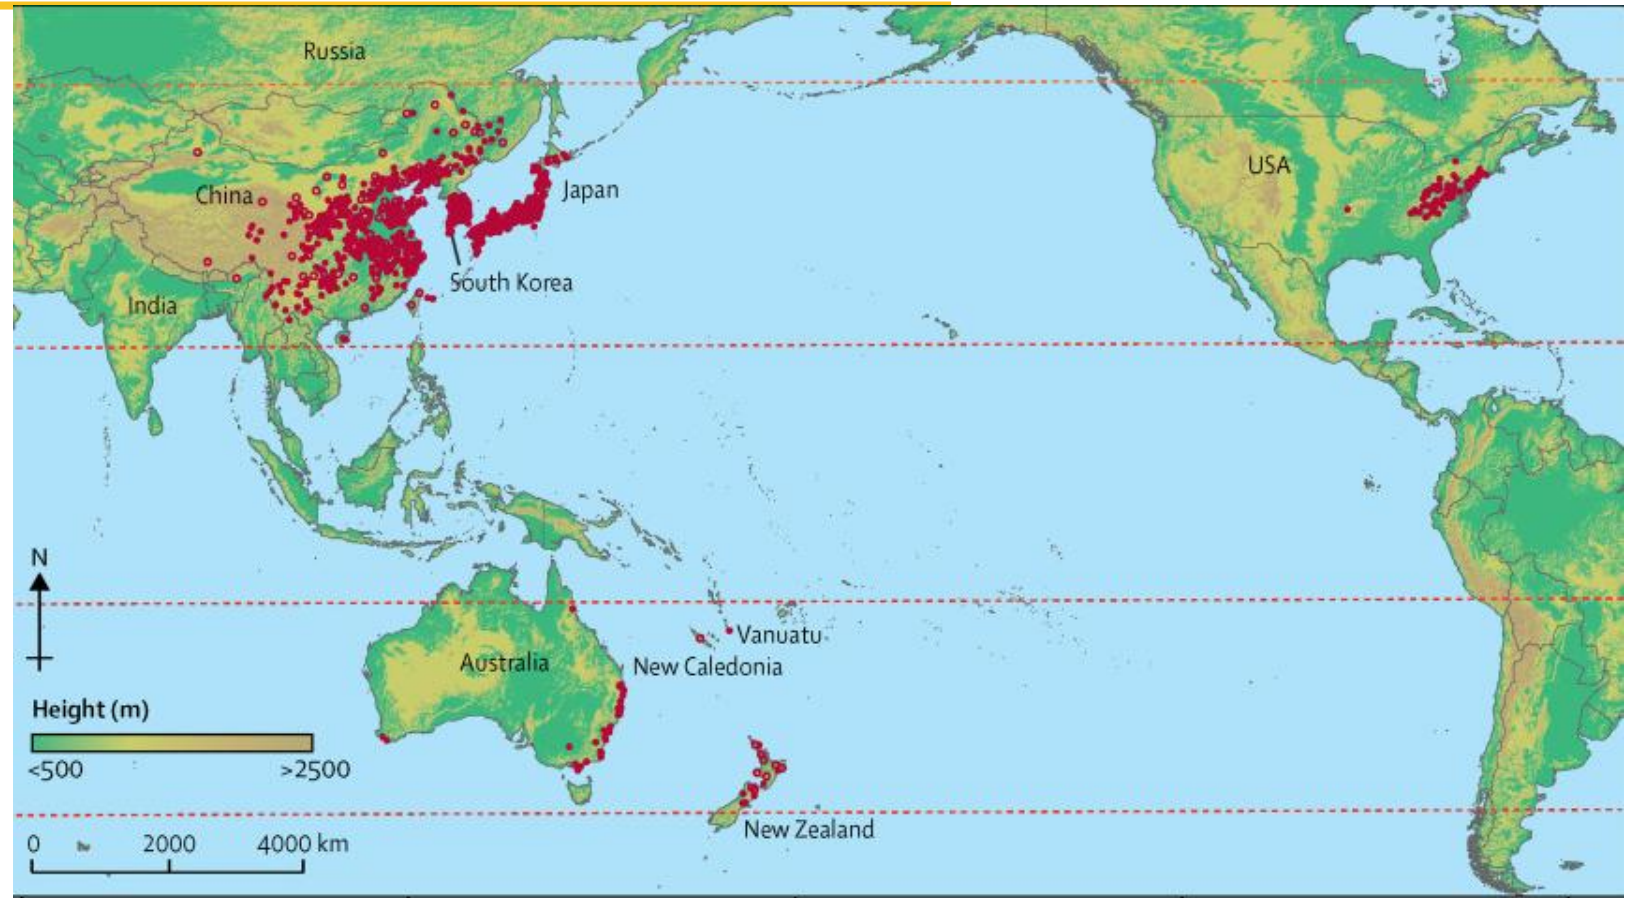 Russia
USA
China
Japan
South Korea
India
N
Vanuatu
Australia
New Caledonia
Height (m)
<500
>2500
New Zealand
0
2000
4000 km